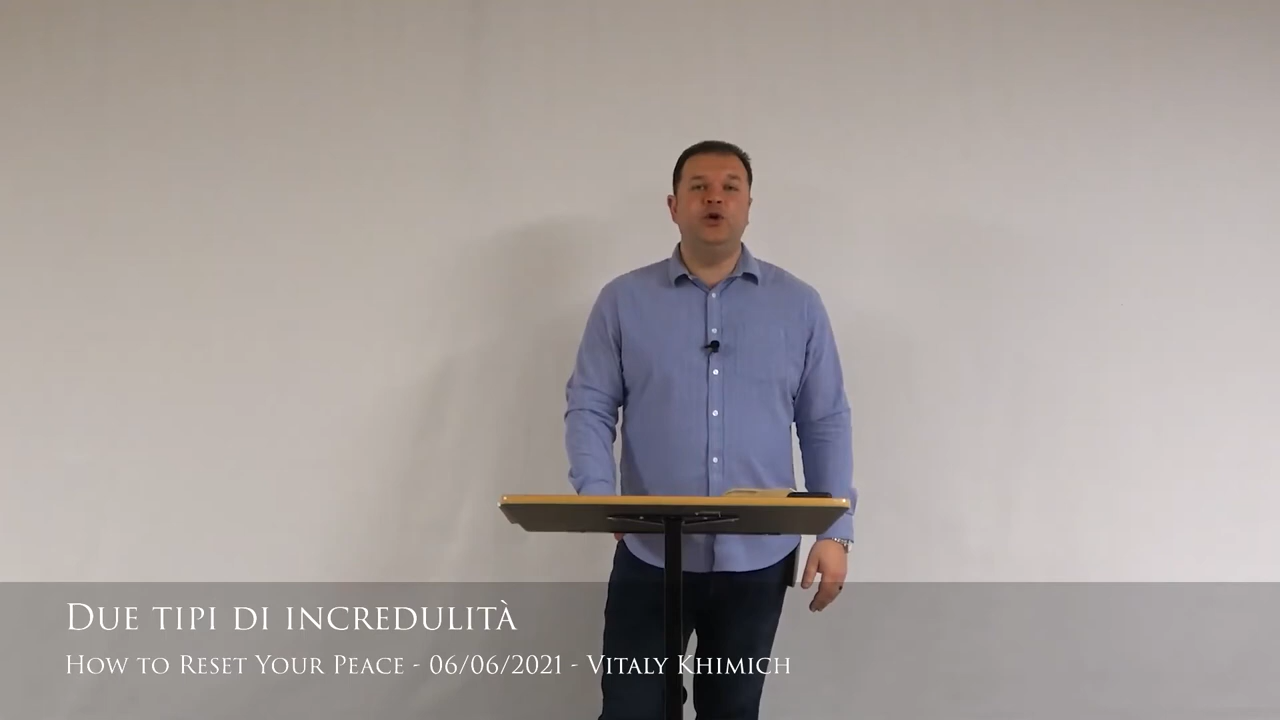 Due tipi di incredulità
How to Reset Your Peace - 06/06/2021 - Vitaly Khimich